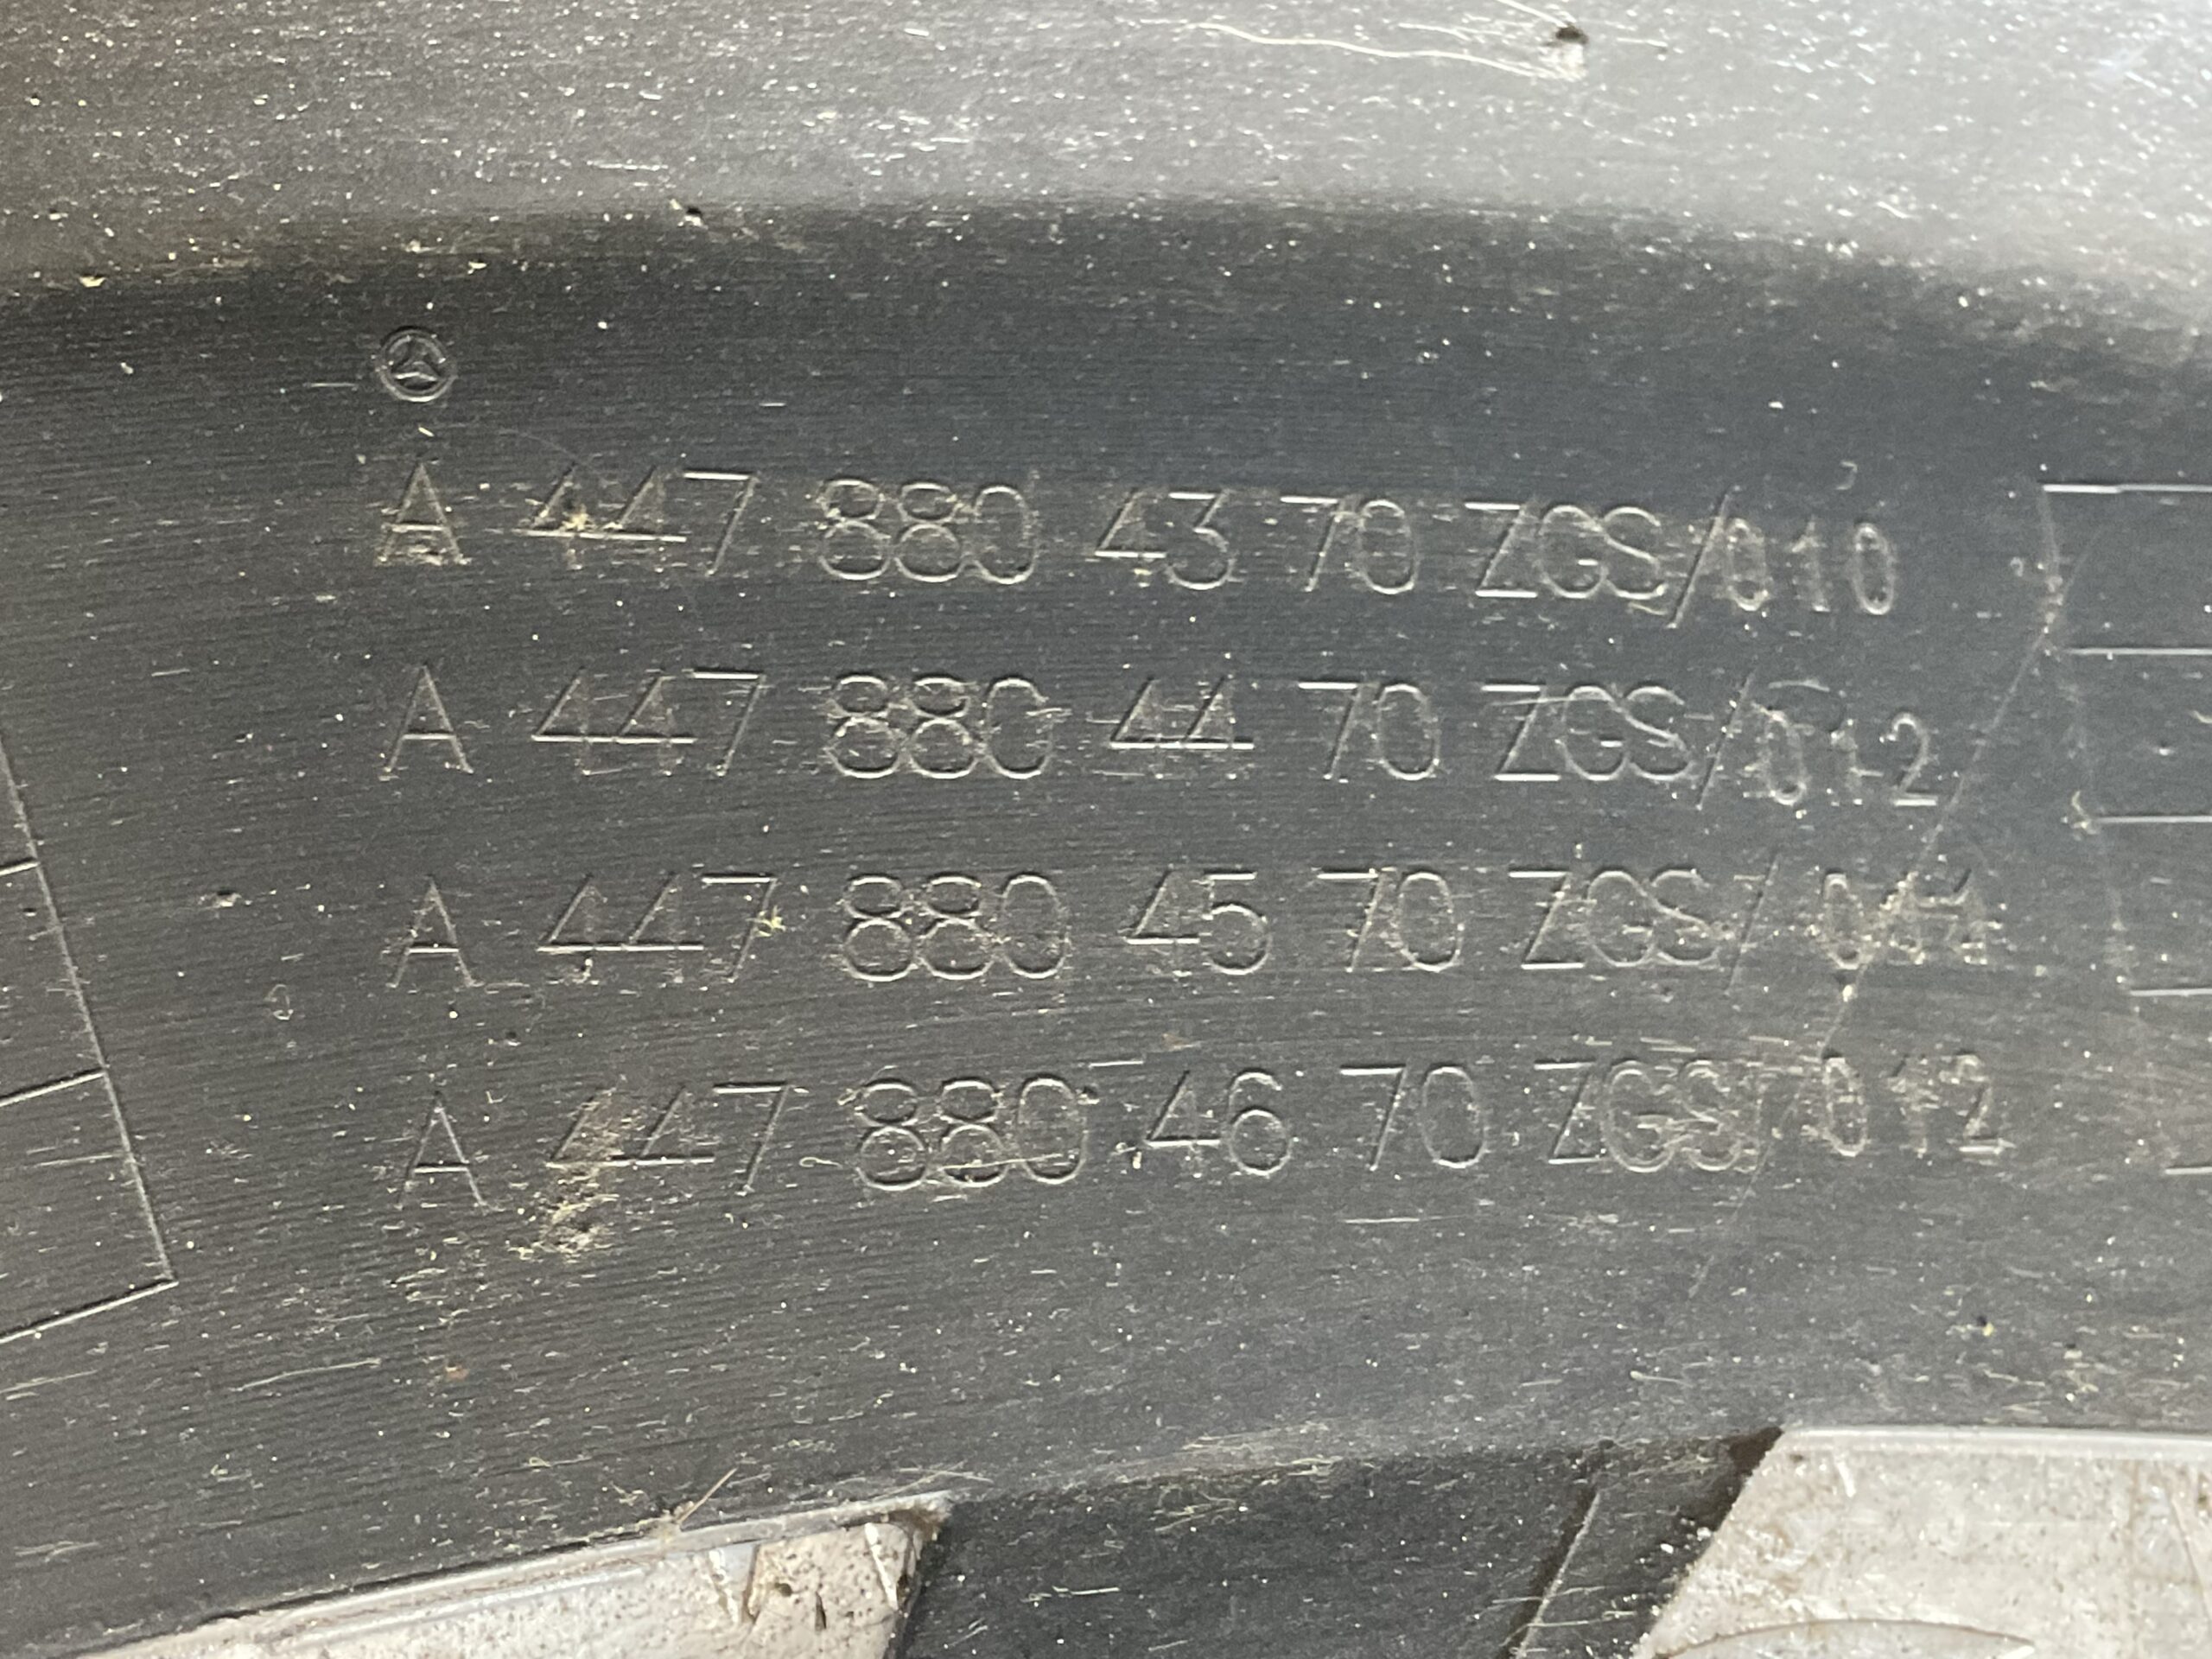 A 447 880 43 70 ZGS/010
A 447 880 44 70 ZGS/012
A 447 880 45 70 ZGS/
A 447 880 46 70 ZGS/012